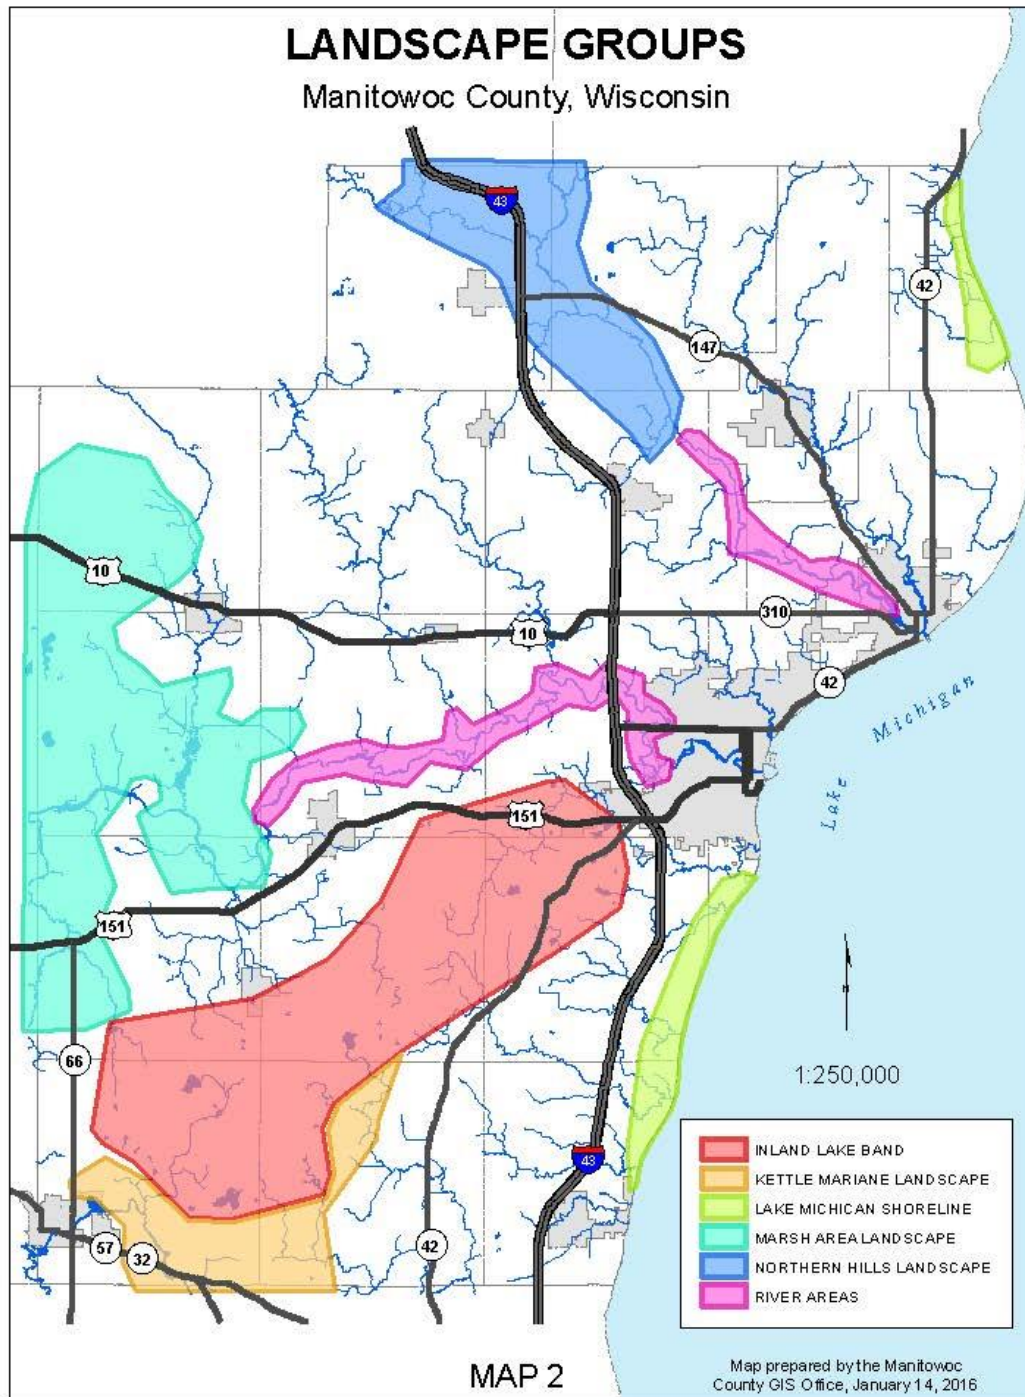 LANDSCAPE GROUPS
Manitowoc County, Wisconsin
43
42
147
10
10
310
42
Lake Michigan
151
151
66
1:250,000
43
57
32
42
INLAND LAKE BAND
KETTLE MARIANE LANDSCAPE
LAKE MICHICAN SHORELINE
MARSH AREA LANDSCAPE
NORTHERN HILLS LANDSCAPE
RIVER AREAS
MAP 2
Map prepared by the Manitowoc
County GIS Office, January 14, 2016